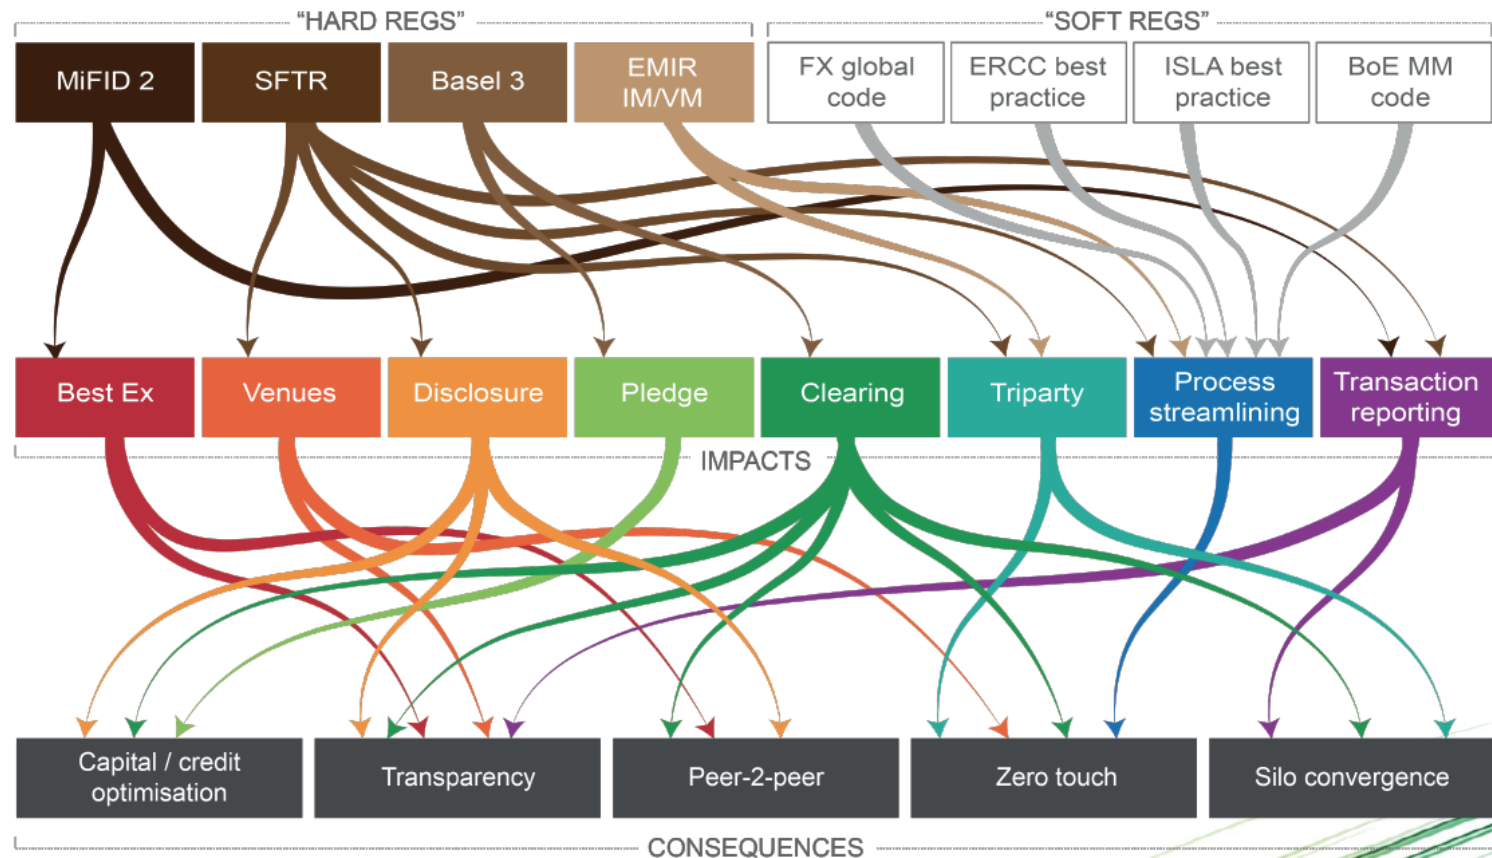 “HARD REGS”
“SOFT REGS”
MiFID 2
SFTR
Basel 3
EMIR
IM/VM
FX global
code
ERCC best
practice
ISLA best
practice
BoE MM
code
Best Ex
Venues
Disclosure
Pledge
Clearing
Triparty
Process
streamlining
Transaction
reporting
IMPACTS
Capital / credit
optimisation
Transparency
Peer-2-peer
Zero touch
Silo convergence
CONSEQUENCES